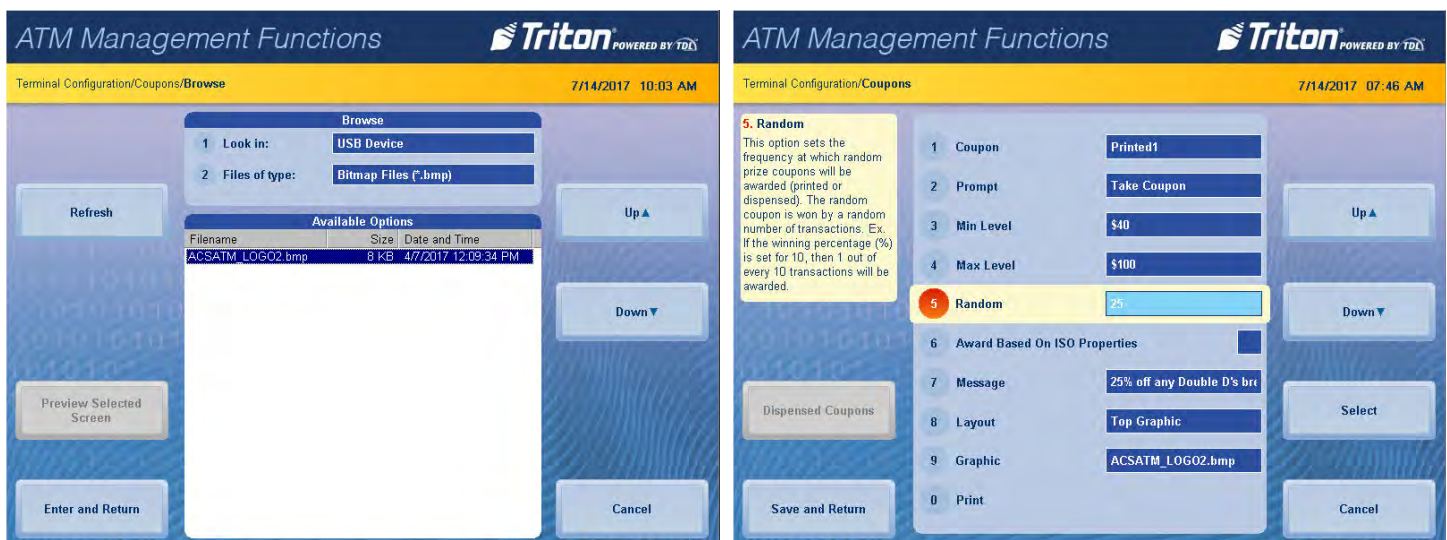 ATM Management Functions
Triton POWERED BY TDL
Terminal Configuration/Coupons/Browse
7/14/2017 10:03 AM
Browse
1 Look in: USB Device
2 Files of type: Bitmap Files (*.bmp)
Refresh
Up▲
Available Options
Filename Size Date and Time
ACSATM_LOGO2.bmp 8 KB 4/7/2017 12:09:34 PM
Down▼
Preview Selected
Screen
Enter and Return
Cancel
ATM Management Functions
Triton POWERED BY TDL
Terminal Configuration/Coupons
7/14/2017 07:46 AM
5. Random
This option sets the
frequency at which random
prize coupons will be
awarded (printed or
dispensed). The random
coupon is won by a random
number of transactions. Ex.
If the winning percentage (%)
is set for 10, then 1 out of
every 10 transactions will be
awarded.
1 Coupon Printed1
2 Prompt Take Coupon
3 Min Level $40
4 Max Level $100
5 Random 25
6 Award Based On ISO Properties
7 Message 25% off any Double D's bre
8 Layout Top Graphic
9 Graphic ACSATM_LOGO2.bmp
0 Print
Up▲
Down▼
Dispensed Coupons
Select
Save and Return
Cancel